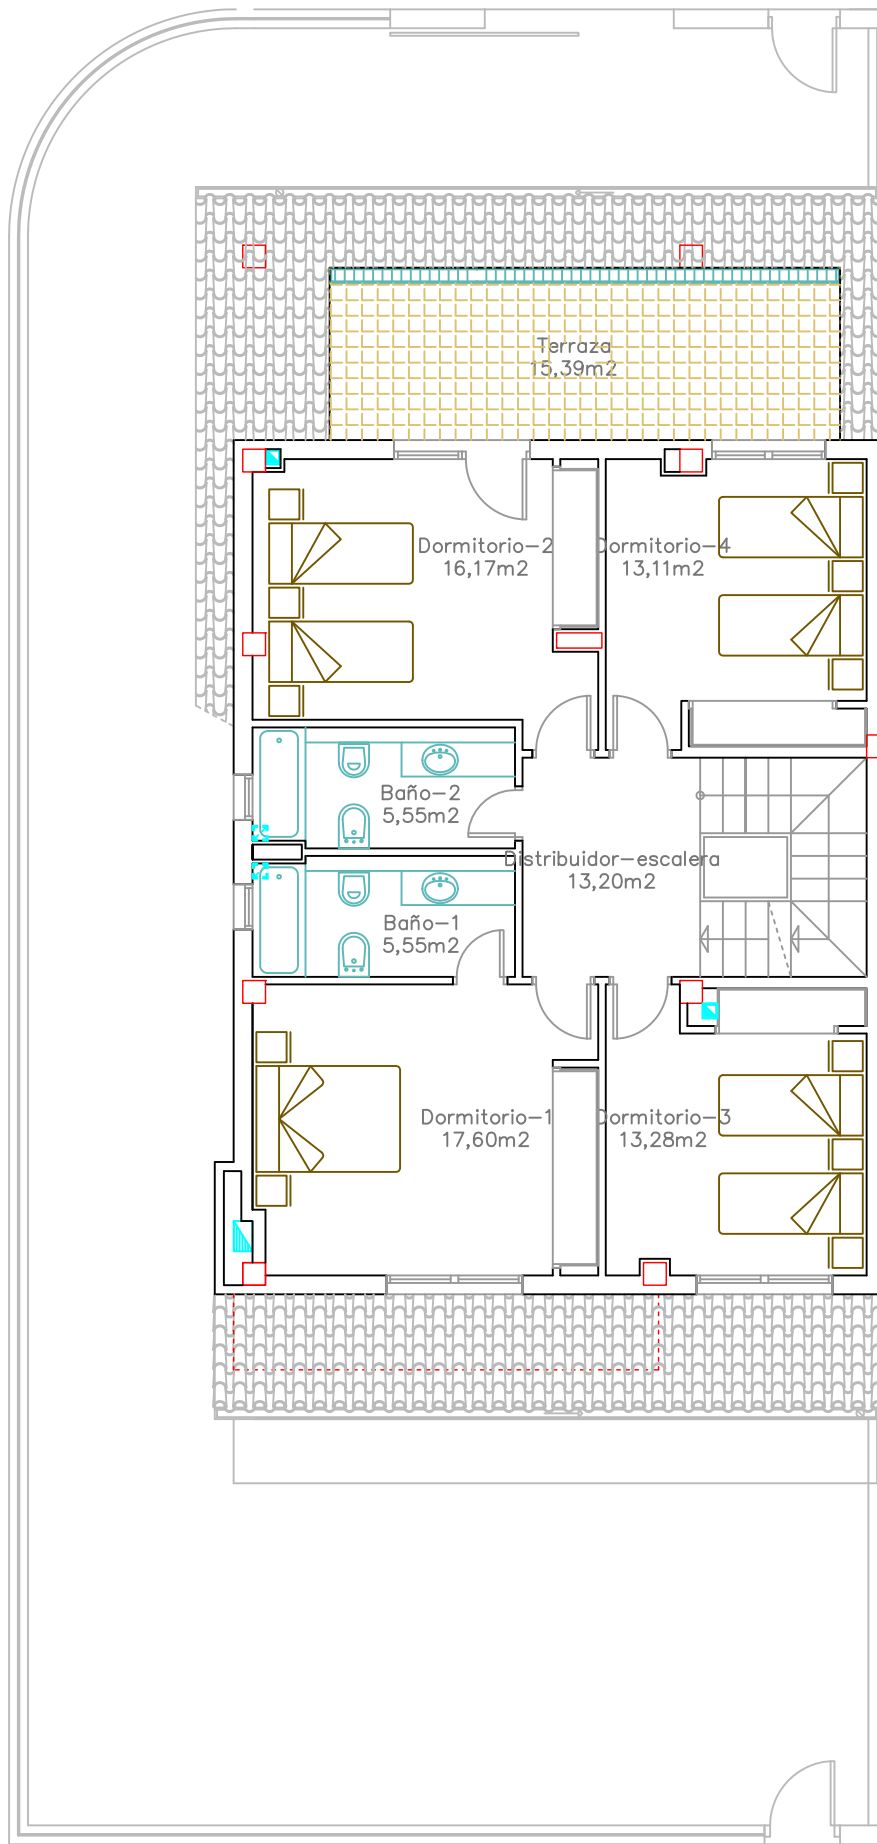 Terraza
15,39m2
Dormitorio-2
16,17m2
Dormitorio-4
13,11m2
Baño-2
5,55m2
Distribuidor-escalera
13,20m2
Baño-1
5,55m2
Dormitorio-1
17,60m2
Dormitorio-3
13,28m2